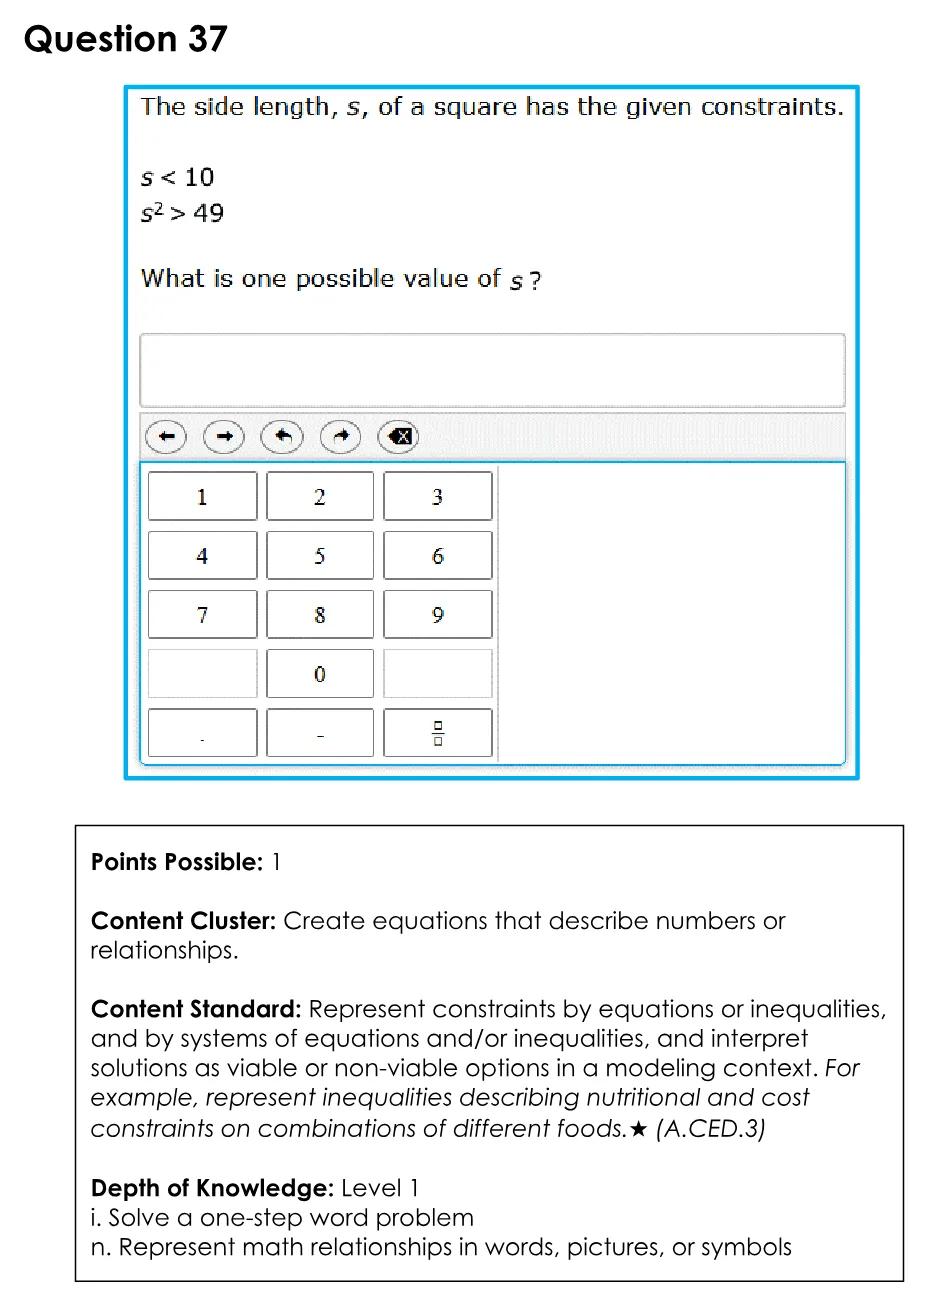 Question 37
The side length, s, of a square has the given constraints.
s < 10
s² > 49
What is one possible value of s?
1 2 3
4 5 6
7 8 9
0
. -
Points Possible: 1
Content Cluster: Create equations that describe numbers or
relationships.
Content Standard: Represent constraints by equations or inequalities,
and by systems of equations and/or inequalities, and interpret
solutions as viable or non-viable options in a modeling context. For
example, represent inequalities describing nutritional and cost
constraints on combinations of different foods.★ (A.CED.3)
Depth of Knowledge: Level 1
i. Solve a one-step word problem
n. Represent math relationships in words, pictures, or symbols